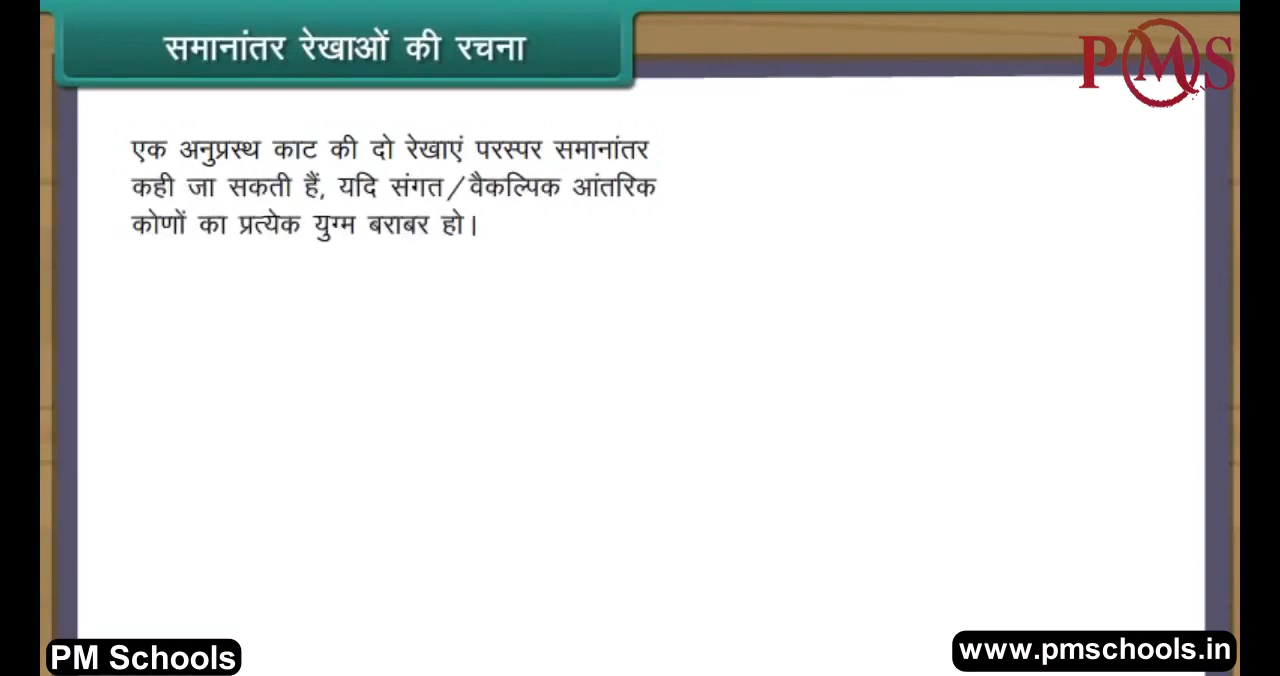 समानांतर रेखाओं की रचना
PMS
एक अनुप्रस्थ काट की दो रेखाएं परस्पर समानांतर
कही जा सकती हैं, यदि संगत/वैकल्पिक आंतरिक
कोणों का प्रत्येक युग्म बराबर हो।
PM Schools
www.pmschools.in